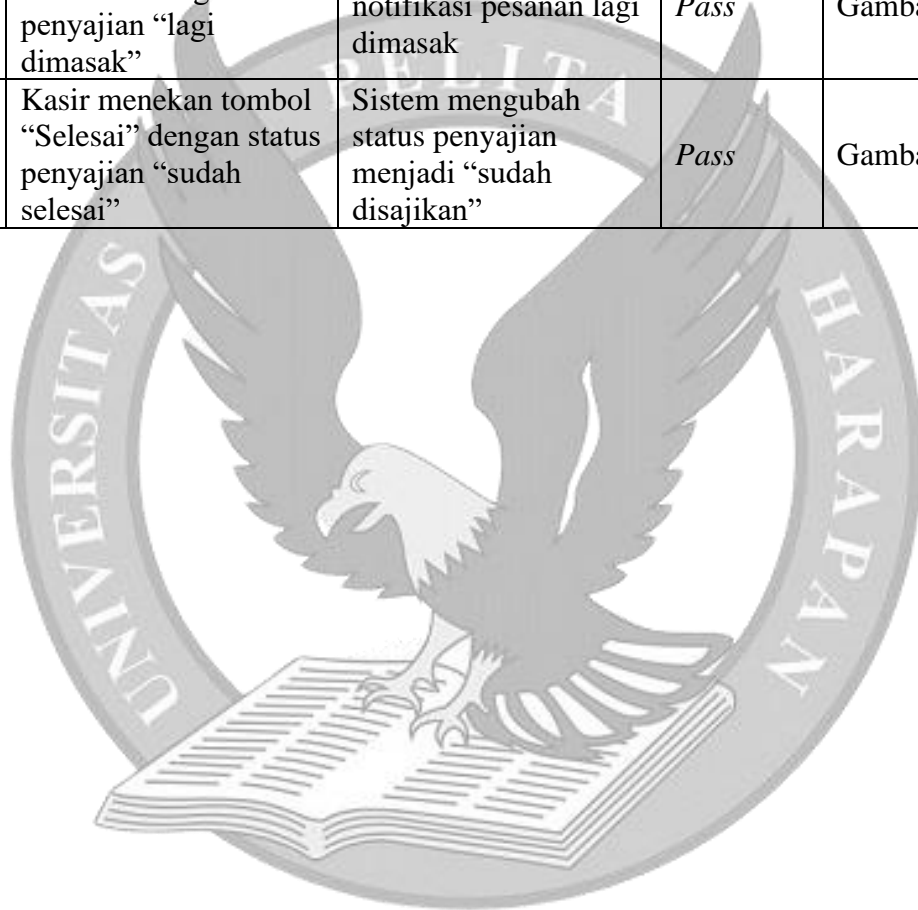 penyajian “lagi
dimasak”
notifikasi pesanan lagi
dimasak
Pass
Kasir menekan tombol
“Selesai” dengan status
penyajian “sudah
selesai”
Sistem mengubah
status penyajian
menjadi “sudah
disajikan”
Pass
UNIVERSITAS PELITA HARAPAN